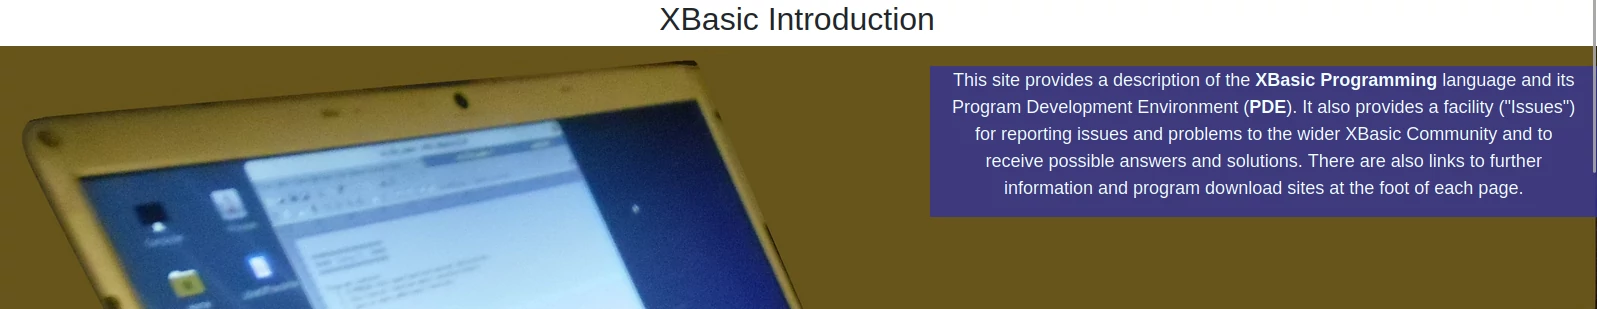 XBasic Introduction
This site provides a description of the XBasic Programming language and its
Program Development Environment (PDE). It also provides a facility ("Issues")
for reporting issues and problems to the wider XBasic Community and to
receive possible answers and solutions. There are also links to further
information and program download sites at the foot of each page.